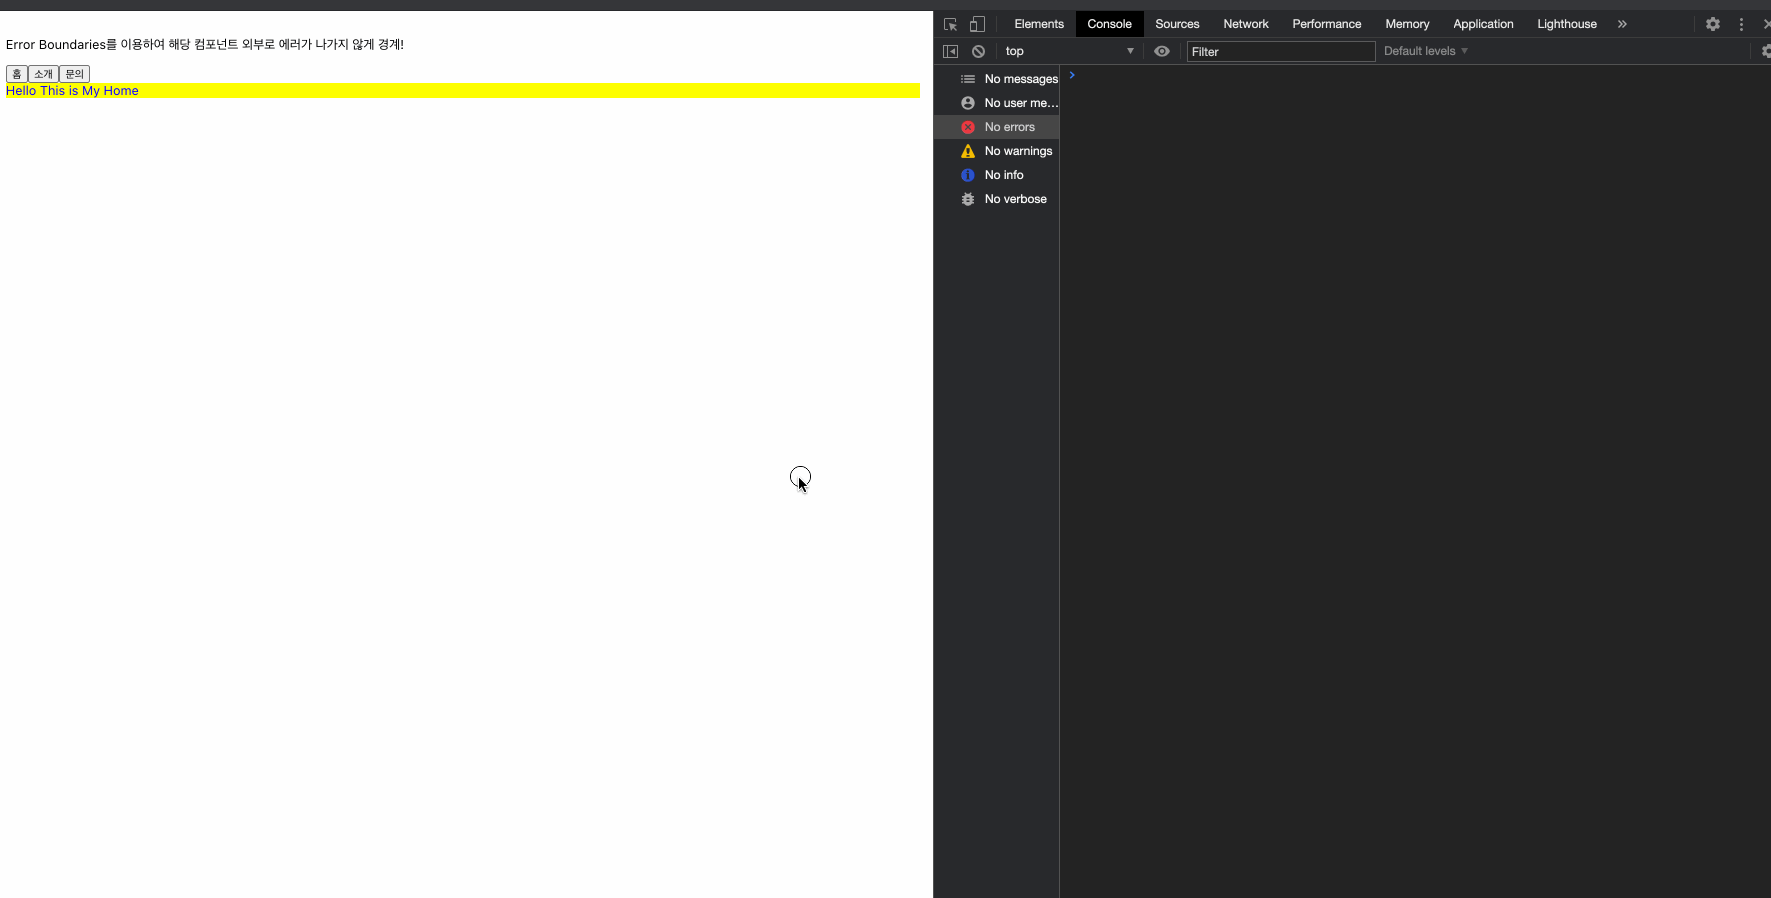 Error Boundaries를 이용하여 해당 컴포넌트 외부로 에러가 나가지 않게 경계!
홈 소개 문의
Hello This is My Home
Elements Console Sources Network Performance Memory Application Lighthouse
top Filter Default levels
No messages
No user me...
No errors
No warnings
No info
No verbose